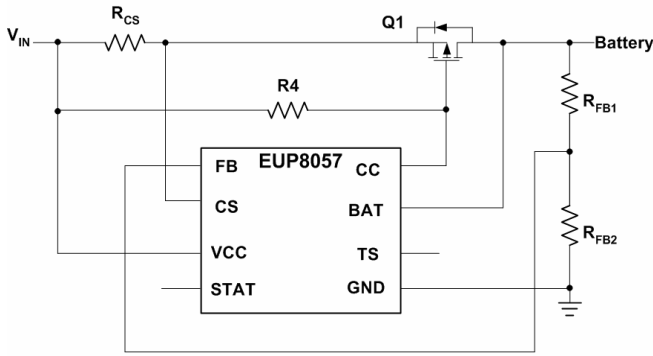 R_CS
Q1
V_IN
Battery
R4
R_FB1
EUP8057
FB
CC
CS
BAT
VCC
TS
R_FB2
STAT
GND